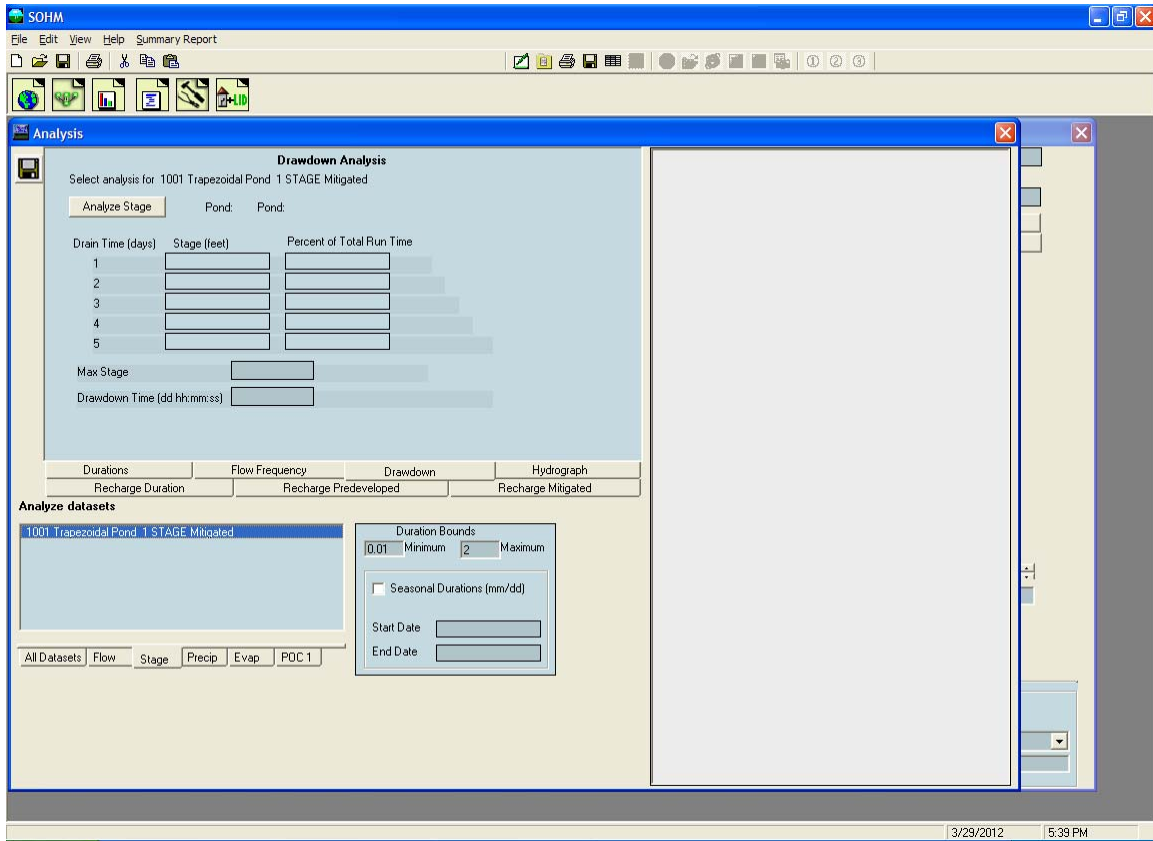 SOHM
File Edit View Help Summary Report
① ② ③
+LID
Analysis
Drawdown Analysis
Select analysis for 1001 Trapezoidal Pond 1 STAGE Mitigated
Analyze Stage Pond: Pond:
Drain Time (days) Stage (feet) Percent of Total Run Time
1
2
3
4
5
Max Stage
Drawdown Time (dd hh:mm:ss)
Durations Flow Frequency Drawdown Hydrograph
Recharge Duration Recharge Predeveloped Recharge Mitigated
Analyze datasets
1001 Trapezoidal Pond 1 STAGE Mitigated
Duration Bounds
0.01 Minimum 2 Maximum
Seasonal Durations (mm/dd)
Start Date
End Date
All Datasets Flow Stage Precip Evap POC 1
3/29/2012 5:39 PM